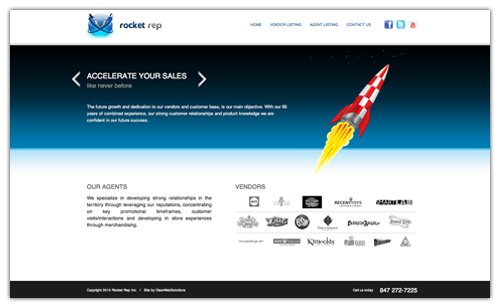 rocket rep
HOME VENDOR LISTING AGENT LISTING CONTACT US
ACCELERATE YOUR SALES
like never before
The future growth and dedication to our vendors and customer base, is our main objective. With our 85
years of combined experience, our strong customer relationships and product knowledge we are
confident in our future success.
OUR AGENTS
We specialize in developing strong relationships in the
territory through leveraging our reputations, concentrating
on key promotional timeframes, customer
visits/interactions and developing in store experiences
through merchandising.
VENDORS
RECENT TOYS
INTERNATIONAL
SMARTLAB
Copyright 2010 Rocket Rep Inc. | Site by ClearWebSolutions
Call us today 847 272-7225